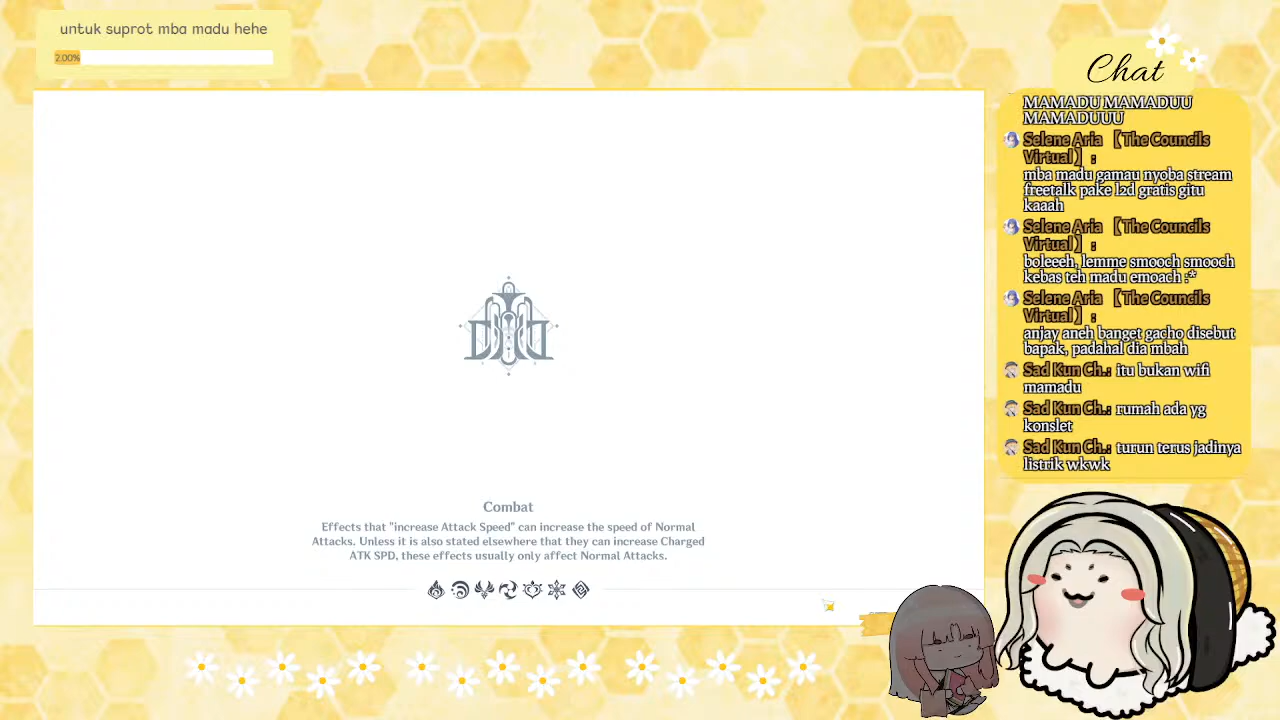 untuk suprot mba madu hehe
2.00%
Chat
MAMADU MAMADUU
MAMADUUU
Selene Aria 【The Councils
Virtual】 :
mba madu gamau nyoba stream
freetalk pake l2d gratis gitu
kaaah
Selene Aria 【The Councils
Virtual】 :
boleeeh, lemme smooch smooch
kebas teh madu emoach :*
Selene Aria 【The Councils
Virtual】 :
anjay aneh banget gacho disebut
bapak, padahal dia mbah
Sad Kun Ch.: itu bukan wifi
mamadu
Sad Kun Ch.: rumah ada yg
konslet
Sad Kun Ch.: turun terus jadinya
listrik wkwk
Combat
Effects that "increase Attack Speed" can increase the speed of Normal
Attacks. Unless it is also stated elsewhere that they can increase Charged
ATK SPD, these effects usually only affect Normal Attacks.